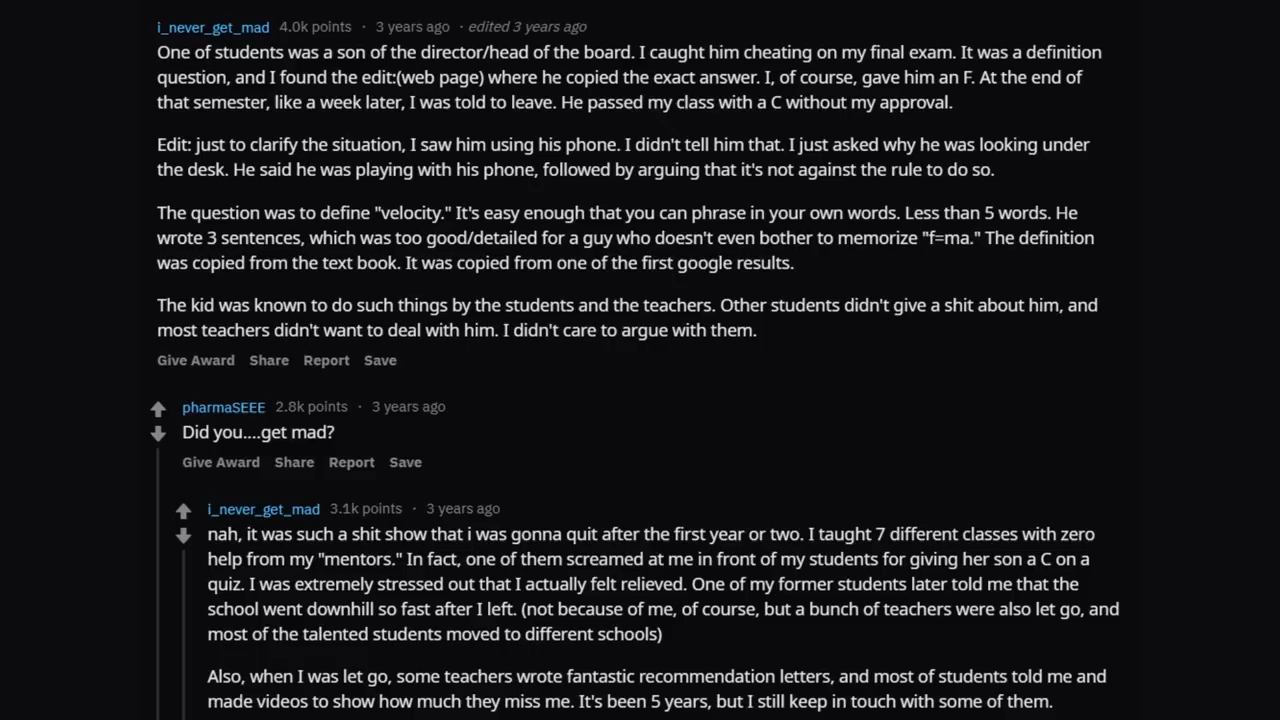 i_never_get_mad 4.0k points · 3 years ago · edited 3 years ago
One of students was a son of the director/head of the board. I caught him cheating on my final exam. It was a definition
question, and I found the edit:(web page) where he copied the exact answer. I, of course, gave him an F. At the end of
that semester, like a week later, I was told to leave. He passed my class with a C without my approval.
Edit: just to clarify the situation, I saw him using his phone. I didn't tell him that. I just asked why he was looking under
the desk. He said he was playing with his phone, followed by arguing that it's not against the rule to do so.
The question was to define "velocity." It's easy enough that you can phrase in your own words. Less than 5 words. He
wrote 3 sentences, which was too good/detailed for a guy who doesn't even bother to memorize "f=ma." The definition
was copied from the text book. It was copied from one of the first google results.
The kid was known to do such things by the students and the teachers. Other students didn't give a shit about him, and
most teachers didn't want to deal with him. I didn't care to argue with them.
Give Award Share Report Save
pharmaSEEE 2.8k points · 3 years ago
Did you....get mad?
Give Award Share Report Save
i_never_get_mad 3.1k points · 3 years ago
nah, it was such a shit show that i was gonna quit after the first year or two. I taught 7 different classes with zero
help from my "mentors." In fact, one of them screamed at me in front of my students for giving her son a C on a
quiz. I was extremely stressed out that I actually felt relieved. One of my former students later told me that the
school went downhill so fast after I left. (not because of me, of course, but a bunch of teachers were also let go, and
most of the talented students moved to different schools)
Also, when I was let go, some teachers wrote fantastic recommendation letters, and most of students told me and
made videos to show how much they miss me. It's been 5 years, but I still keep in touch with some of them.